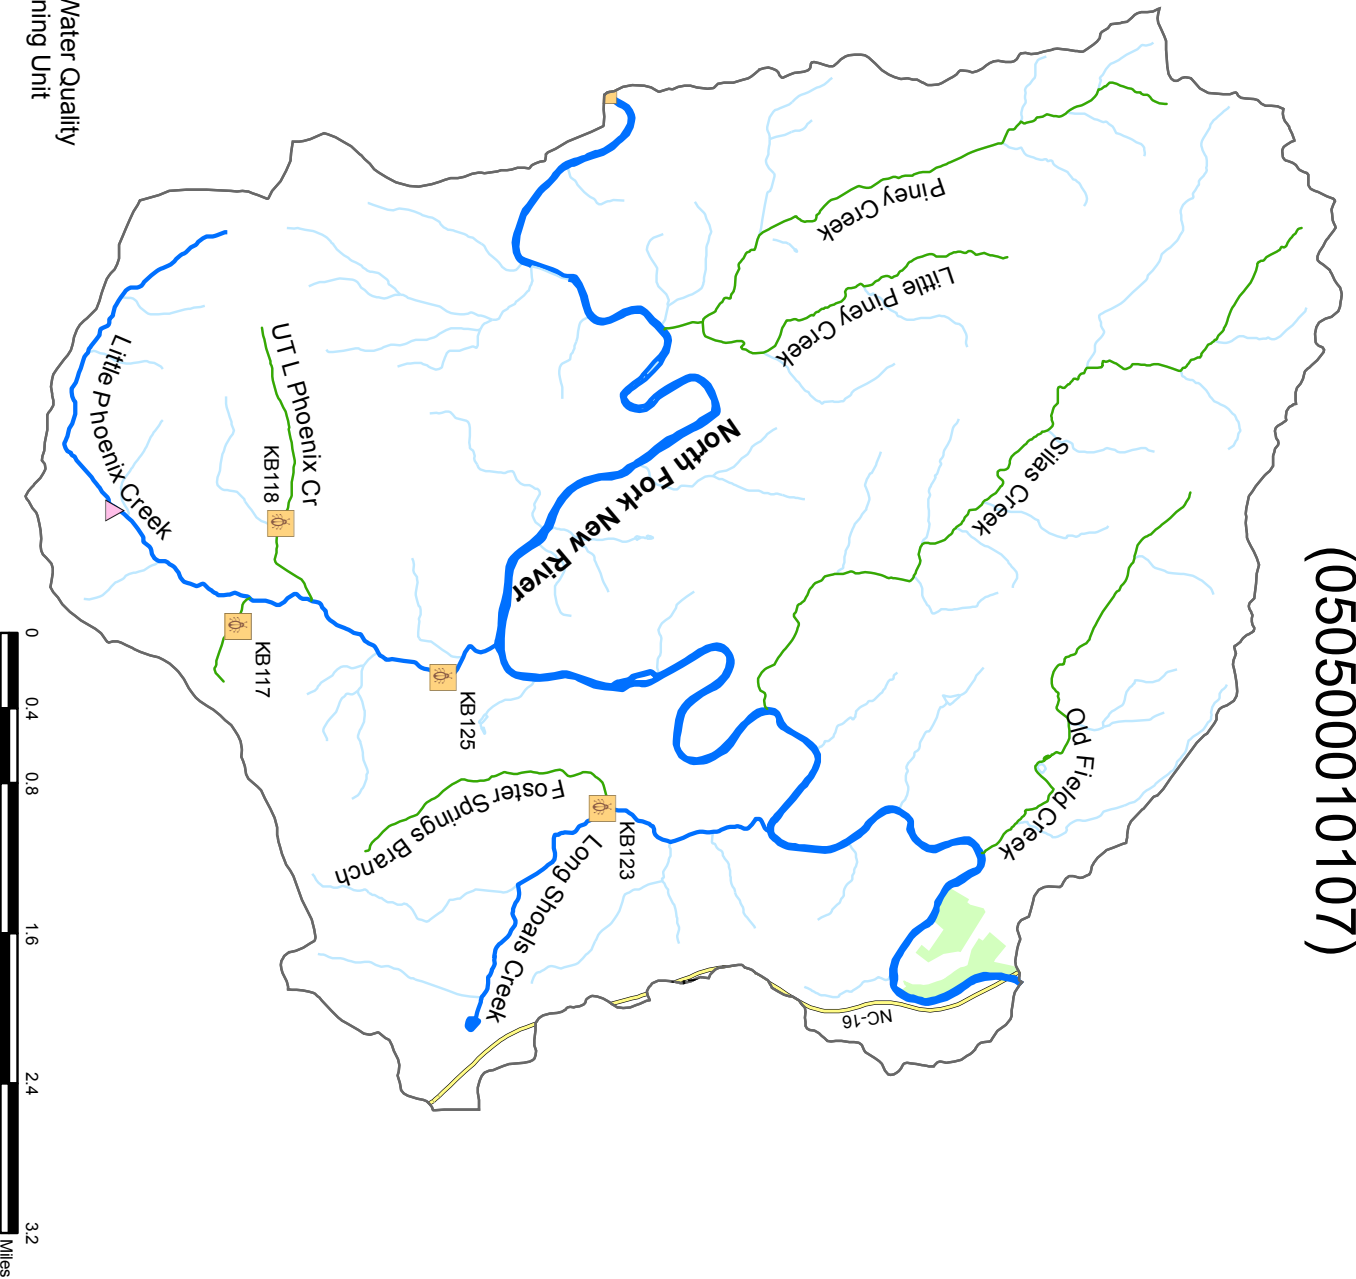 (050500010107)
Piney Creek
Little Piney Creek
Silas Creek
Old Field Creek
North Fork New River
UT L Phoenix Cr
Little Phoenix Creek
KB118
KB117
KB125
KB123
Foster Springs Branch
Long Shoals Creek
NC-16
Water Quality
ning Unit
0 0.4 0.8 1.6 2.4 3.2
Miles